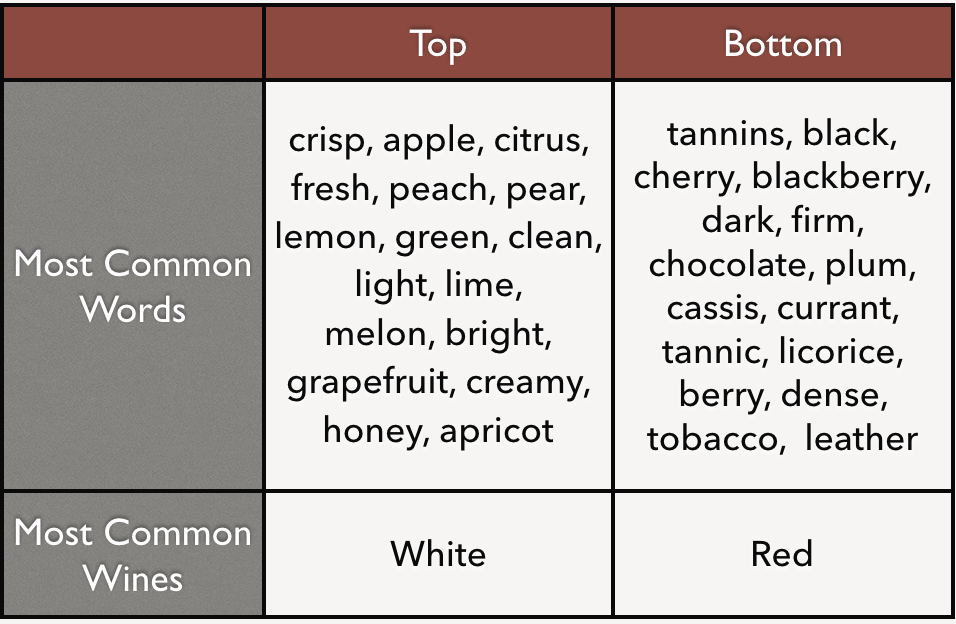 Top
Bottom
Most Common
Words
crisp, apple, citrus,
fresh, peach, pear,
lemon, green, clean,
light, lime,
melon, bright,
grapefruit, creamy,
honey, apricot
tannins, black,
cherry, blackberry,
dark, firm,
chocolate, plum,
cassis, currant,
tannic, licorice,
berry, dense,
tobacco,  leather
Most Common
Wines
White
Red